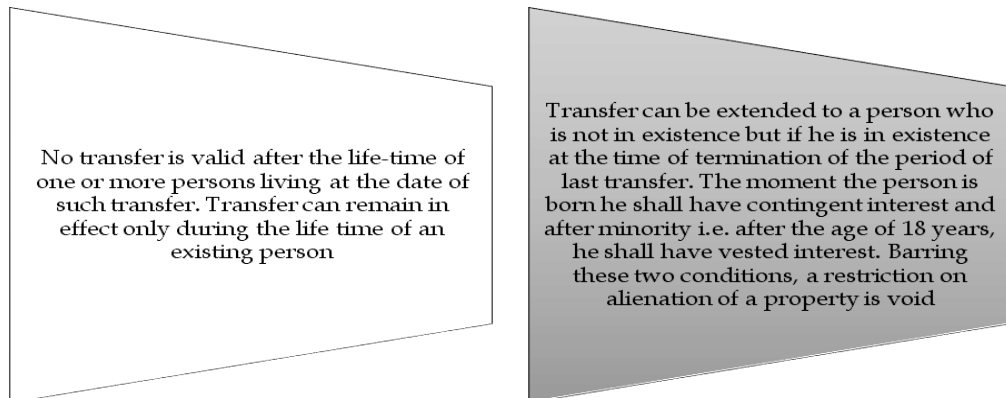 No transfer is valid after the life-time of
one or more persons living at the date of
such transfer. Transfer can remain in
effect only during the life time of an
existing person
Transfer can be extended to a person who
is not in existence but if he is in existence
at the time of termination of the period of
last transfer. The moment the person is
born he shall have contingent interest and
after minority i.e. after the age of 18 years,
he shall have vested interest. Barring
these two conditions, a restriction on
alienation of a property is void